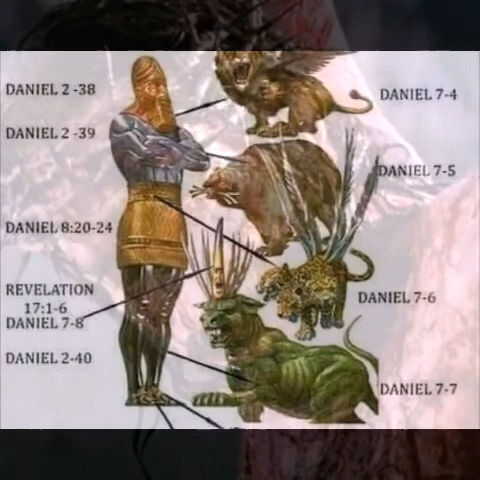 DANIEL 2 -38
DANIEL 7-4
DANIEL 2 -39
DANIEL 7-5
DANIEL 8:20-24
REVELATION
17:1-6
DANIEL 7-6
DANIEL 7-8
DANIEL 2-40
DANIEL 7-7